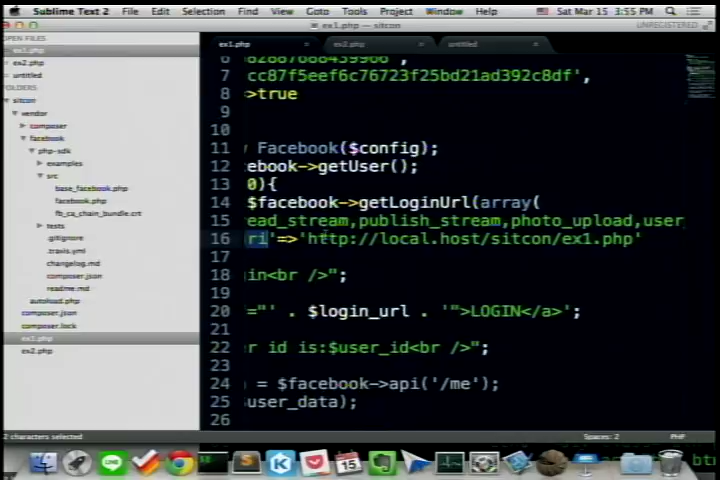 Sublime Text 2 File Edit Selection Find View Goto Tools Project Window Help Sat Mar 15 3:55 PM
ex1.php — sitcon UNREGISTERED
OPEN FILES
ex1.php
ex2.php
untitled
FOLDERS
sitcon
vendor
composer
facebook
php-sdk
examples
src
base_facebook.php
facebook.php
fb_ca_chain_bundle.crt
tests
.gitignore
.travis.yml
changelog.md
composer.json
readme.md
autoload.php
composer.json
composer.lock
ex1.php
ex2.php
ex1.php ex2.php untitled
6
7 cc87f5eef6c76723f25bd21ad392c8df',
8 >true
9
10
11 Facebook($config);
12 ebook->getUser();
13 0){
14 $facebook->getLoginUrl(array(
15 ead_stream,publish_stream,photo_upload,user_
16 ri'=>'http://local.host/sitcon/ex1.php'
17
18 in<br />";
19
20 ="' . $login_url . '">LOGIN</a>';
21
22 r id is:$user_id<br />";
23
24 = $facebook->api('/me');
25 user_data);
26
2 characters selected Spaces: 2 PHP